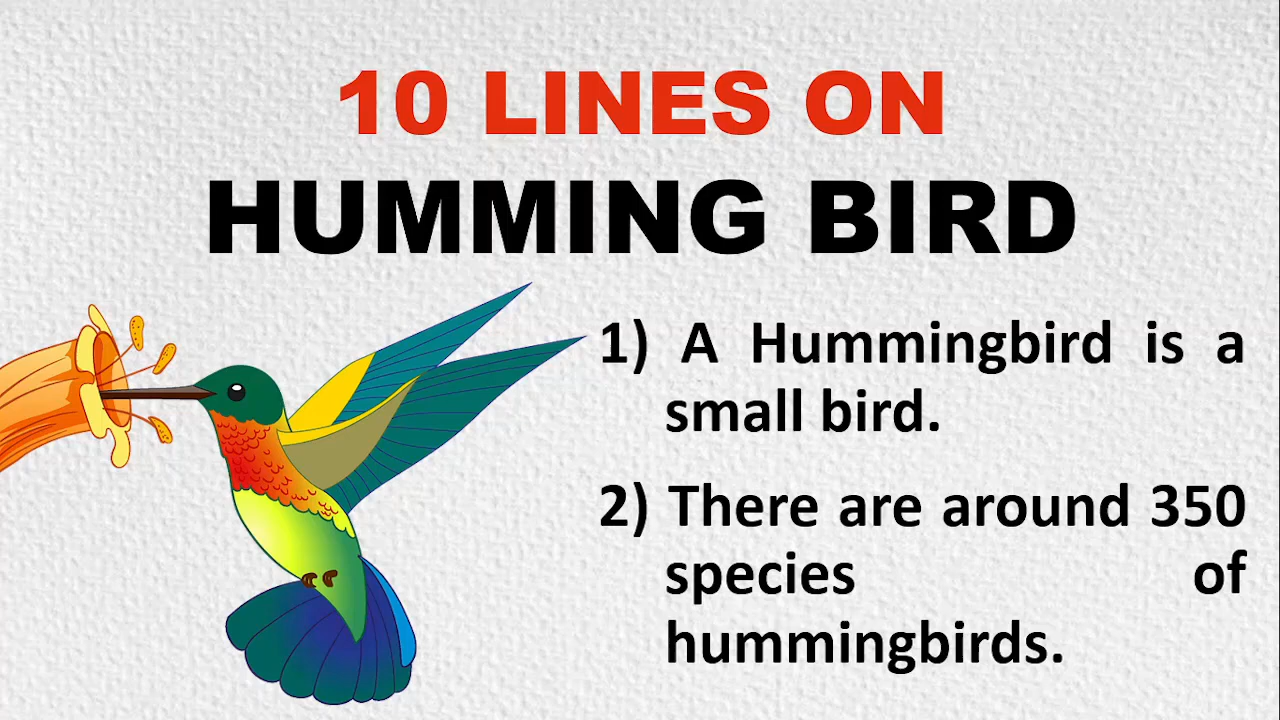 10 LINES ON
HUMMING BIRD
1) A Hummingbird is a
small bird.
2) There are around 350
species of
hummingbirds.